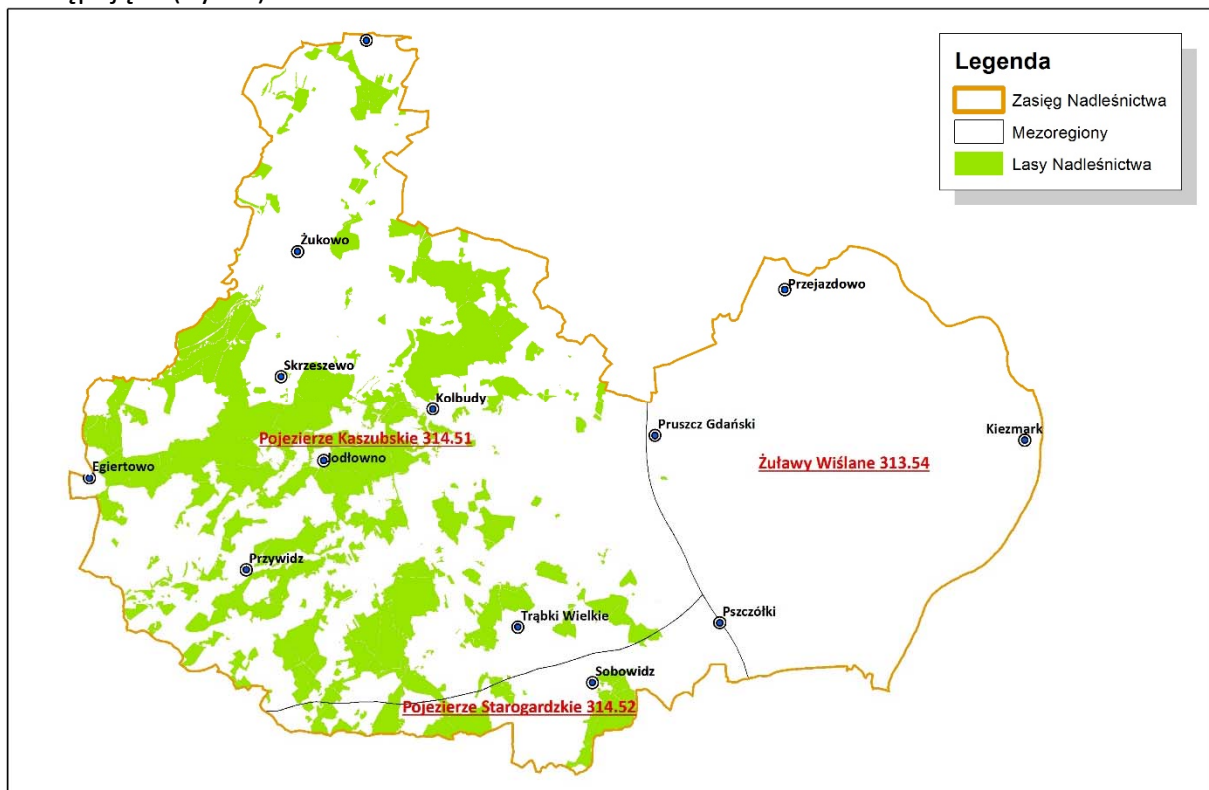 Legenda
Zasięg Nadleśnictwa
Mezoregiony
Lasy Nadleśnictwa
Żukowo
Przejazdowo
Skrzeszewo
Kolbudy
Pruszcz Gdański
Kiezmark
Pojezierze Kaszubskie 314.51
Jodłowno
Żuławy Wiślane 313.54
Egiertowo
Przywidz
Trąbki Wielkie
Pszczółki
Sobowidz
Pojezierze Starogardzkie 314.52